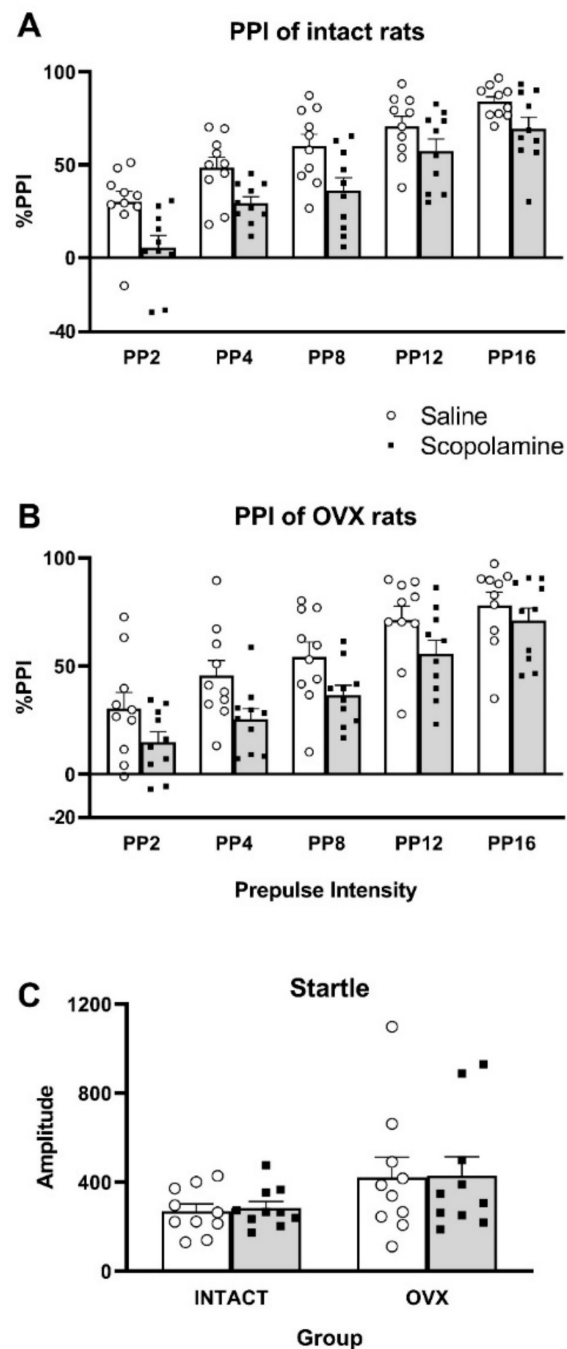 A
PPI of intact rats
%PPI
100
50
0
-40
PP2 PP4 PP8 PP12 PP16
Saline
Scopolamine
B
PPI of OVX rats
%PPI
100
50
0
-20
PP2 PP4 PP8 PP12 PP16
Prepulse Intensity
C
Startle
Amplitude
1200
800
400
0
INTACT OVX
Group